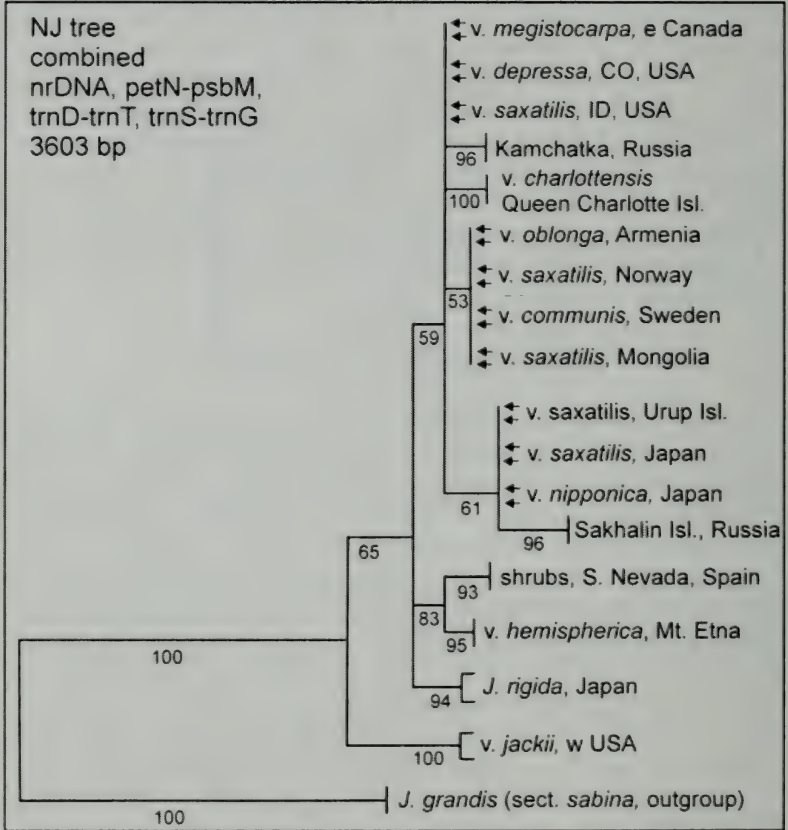 NJ tree
combined
nrDNA, petN-psbM,
trnD-trnT, trnS-trnG
3603 bp
v. megistocarpa, e Canada
v. depressa, CO, USA
v. saxatilis, ID, USA
96
Kamchatka, Russia
v. charlottensis
100
Queen Charlotte Isl.
v. oblonga, Armenia
v. saxatilis, Norway
53
v. communis, Sweden
59
v. saxatilis, Mongolia
v. saxatilis, Urup Isl.
v. saxatilis, Japan
v. nipponica, Japan
61
Sakhalin Isl., Russia
96
65
shrubs, S. Nevada, Spain
93
83
v. hemispherica, Mt. Etna
95
100
J. rigida, Japan
94
v. jackii, w USA
100
J. grandis (sect. sabina, outgroup)
100